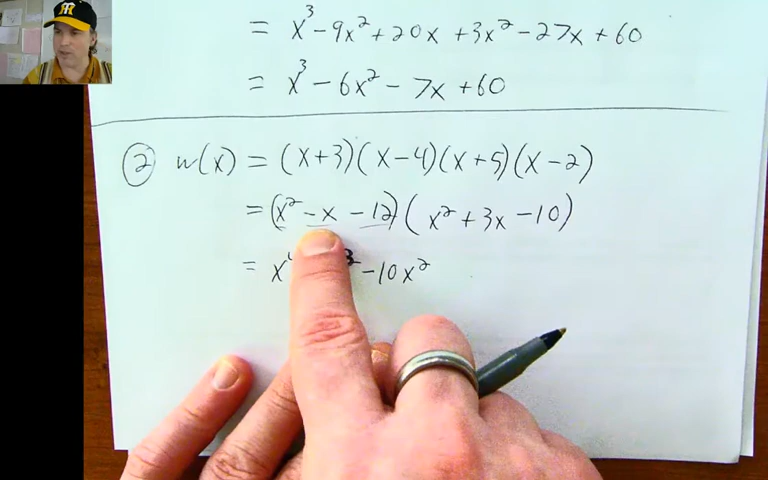 = x³ - 9x² + 20x + 3x² - 27x + 60
= x³ - 6x² - 7x + 60
② w(x) = (x+3)(x-4)(x+5)(x-2)
= (x² - x - 12)(x² + 3x - 10)
= x⁴ ³ - 10x²